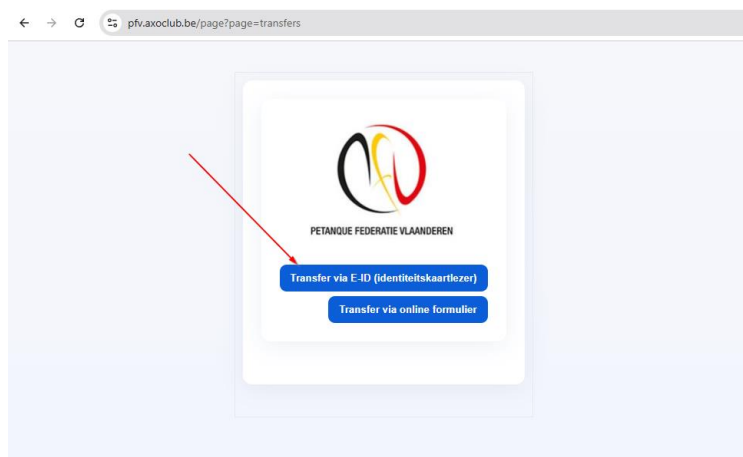 pfv.axoclub.be/page?page=transfers
PETANQUE FEDERATIE VLAANDEREN
Transfer via E-ID (identiteitskaartlezer)
Transfer via online formulier